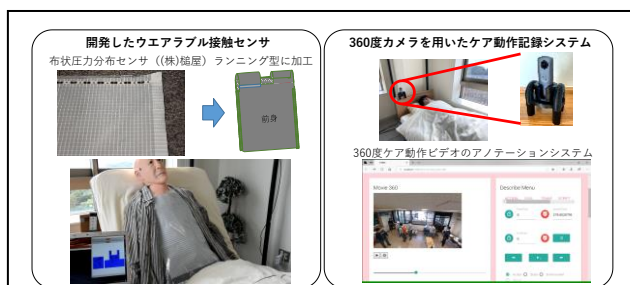 開発したウエアラブル接触センサ
布状圧力分布センサ（(株)槌屋）ランニング型に加工
前身
360度カメラを用いたケア動作記録システム
360度ケア動作ビデオのアノテーションシステム
Movie 360
Describe Menu